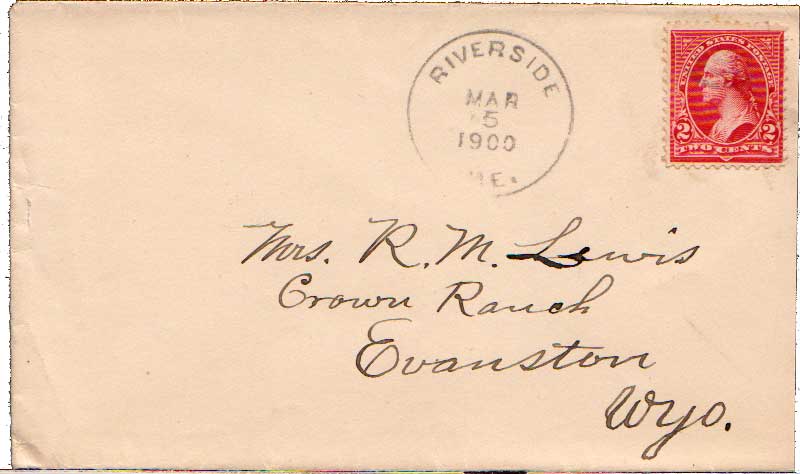 RIVERSIDE
MAR
5
1900
ME.
UNITED STATES POSTAGE
2 2
TWO CENTS
Mrs. R. M. Lewis
Crown Ranch
Evanston
Wyo.